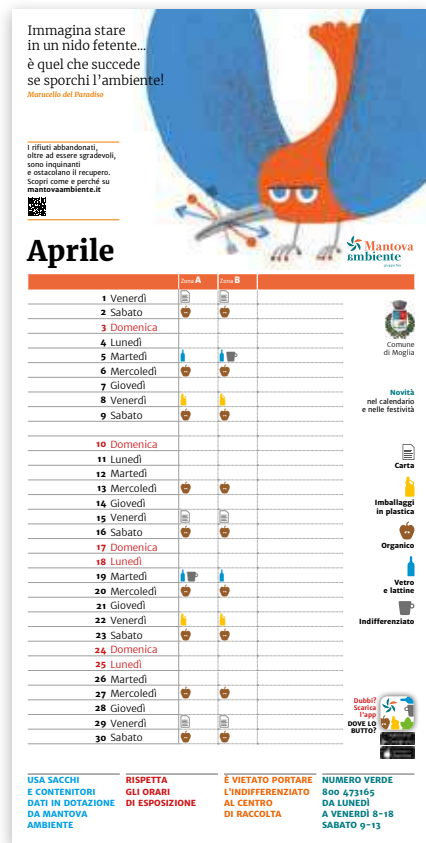 Immagina stare
in un nido fetente...
è quel che succede
se sporchi l'ambiente!
Marucello del Paradiso
I rifiuti abbandonati,
oltre ad essere sgradevoli,
sono inquinanti
e ostacolano il recupero.
Scopri come e perché su
mantovaambiente.it
Aprile
Mantova
ambiente
Zona A Zona B
1 Venerdì
2 Sabato
3 Domenica
4 Lunedì
5 Martedì
6 Mercoledì
7 Giovedì
8 Venerdì
9 Sabato
10 Domenica
11 Lunedì
12 Martedì
13 Mercoledì
14 Giovedì
15 Venerdì
16 Sabato
17 Domenica
18 Lunedì
19 Martedì
20 Mercoledì
21 Giovedì
22 Venerdì
23 Sabato
24 Domenica
25 Lunedì
26 Martedì
27 Mercoledì
28 Giovedì
29 Venerdì
30 Sabato
Comune
di Moglia
Novità
nel calendario
e nelle festività
Carta
Imballaggi
in plastica
Organico
Vetro
e lattine
Indifferenziato
Dubbi?
Scarica
l'app
DOVE LO
BUTTO?
USA SACCHI
E CONTENITORI
DATI IN DOTAZIONE
DA MANTOVA
AMBIENTE
RISPETTA
GLI ORARI
DI ESPOSIZIONE
È VIETATO PORTARE
L'INDIFFERENZIATO
AL CENTRO
DI RACCOLTA
NUMERO VERDE
800 473165
DA LUNEDÌ
A VENERDÌ 8-18
SABATO 9-13